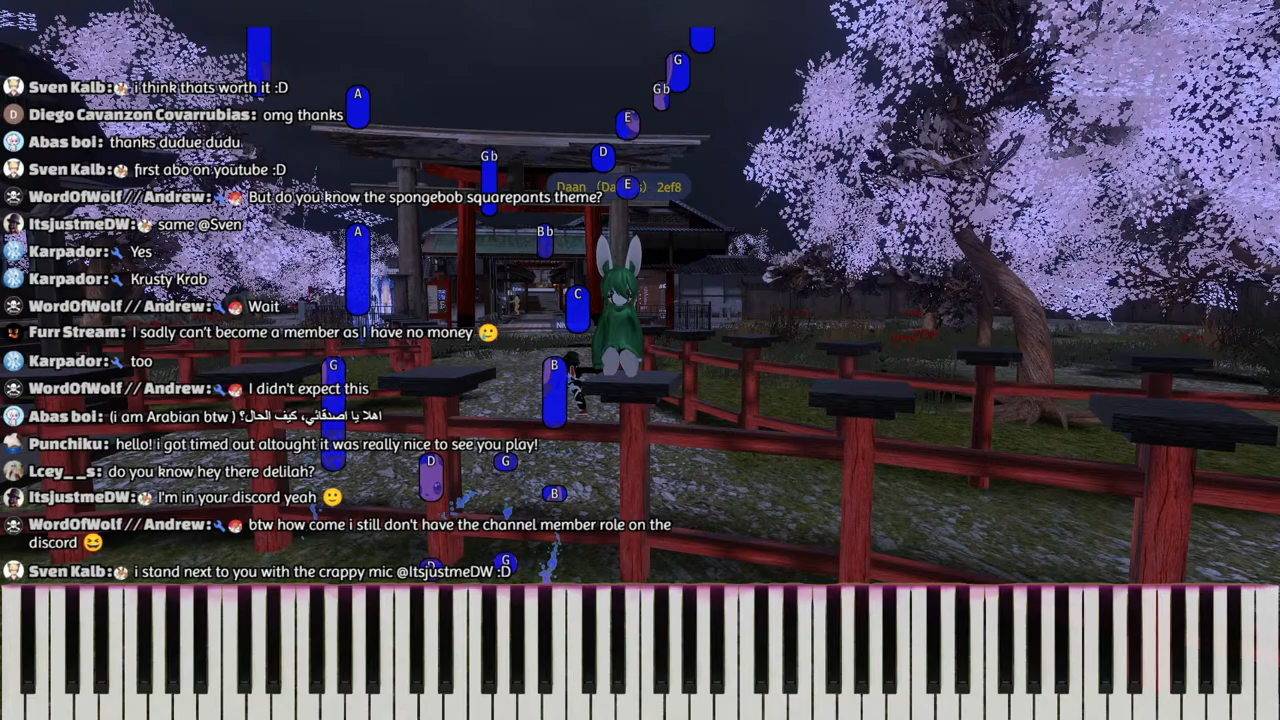 Sven Kalb: i think thats worth it :D
Diego Cavanzon Covarrubias: omg thanks
Abas boi: thanks dudue dudu
Sven Kalb: first abo on youtube :D
WordOfWolf // Andrew: But do you know the spongebob squarepants theme?
ItsjustmeDW: same @Sven
Karpador: Yes
Karpador: Krusty Krab
WordOfWolf // Andrew: Wait
Furr Stream: I sadly can't become a member as I have no money 🥲
Karpador: too
WordOfWolf // Andrew: I didn't expect this
Abas boi: (i am Arabian btw ) اهلا يا اصدقائي، كيف الحال؟
Punchiku: hello! i got timed out altought it was really nice to see you play!
Lcey__s: do you know hey there delilah?
ItsjustmeDW: I'm in your discord yeah 🙂
WordOfWolf // Andrew: btw how come i still don't have the channel member role on the
discord 😆
Sven Kalb: i stand next to you with the crappy mic @ItsjustmeDW :D
G
Gb
A
E
D
Gb
Daan (Da 2ef8
E
A
Bb
C
G
B
D
G
B
D
G